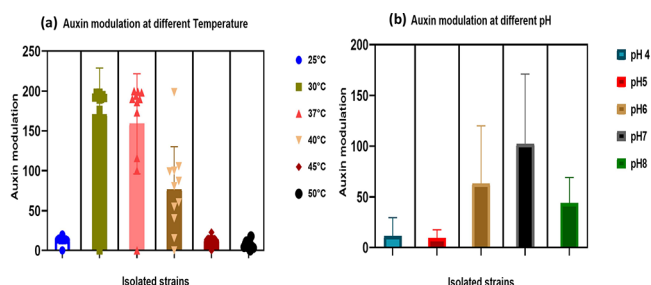 (a) Auxin modulation at different Temperature
250
200
150
100
50
0
Auxin modulation
Isolated strains
25°C
30°C
37°C
40°C
45°C
50°C
(b) Auxin modulation at different pH
200
150
100
50
0
Auxin modulation
Isolated strains
pH 4
pH5
pH6
pH7
pH8